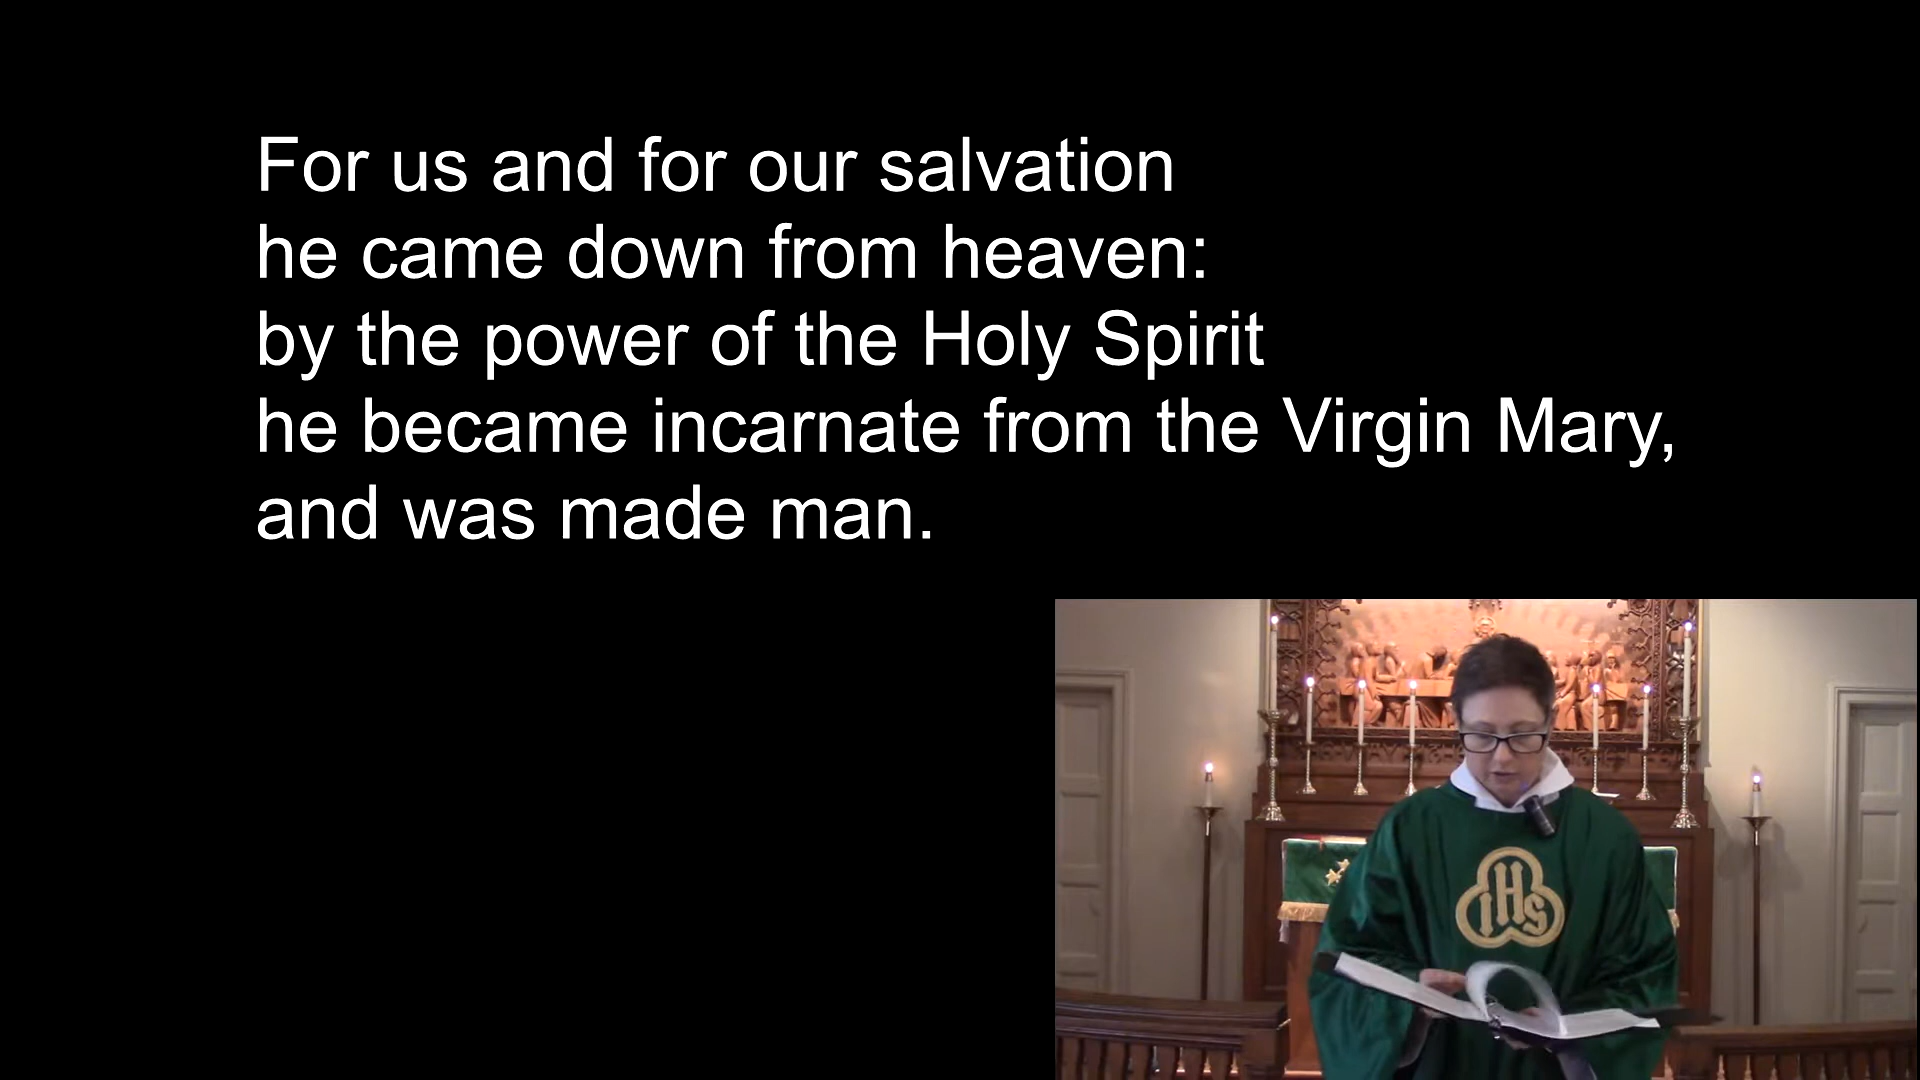 For us and for our salvation
he came down from heaven:
by the power of the Holy Spirit
he became incarnate from the Virgin Mary,
and was made man.
IHS